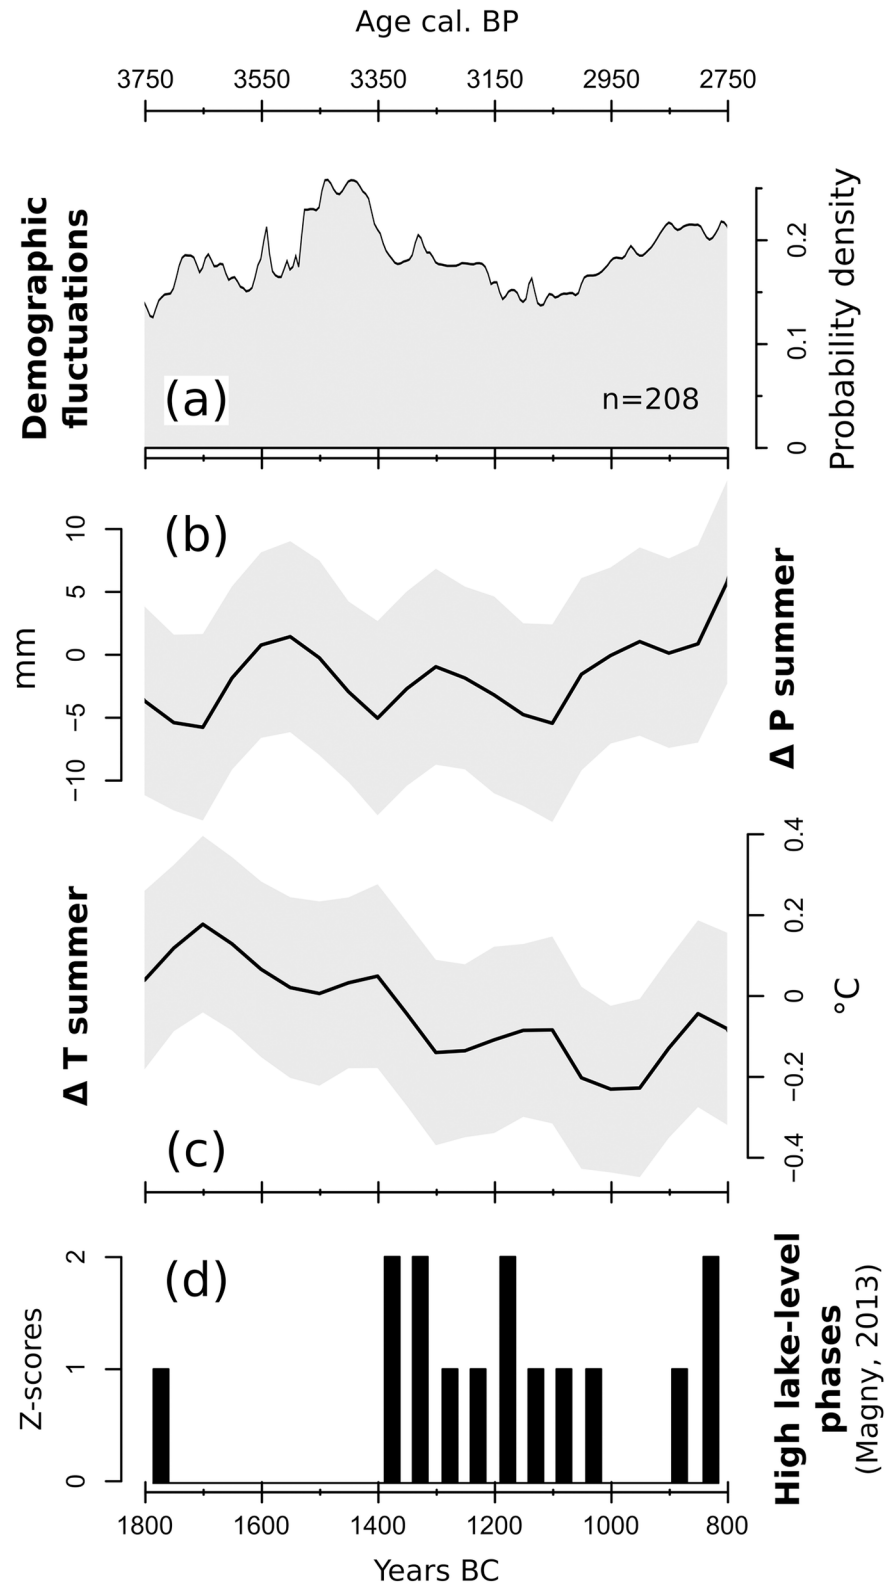 Age cal. BP
3750 3550 3350 3150 2950 2750
Demographic
fluctuations
(a)
n=208
0 0.1 0.2
Probability density
(b)
10
5
0
−5
−10
mm
Δ P summer
0.4
0.2
0
−0.2
−0.4
°C
Δ T summer
(c)
(d)
2
1
0
Z-scores
High lake-level
phases
(Magny, 2013)
1800 1600 1400 1200 1000 800
Years BC